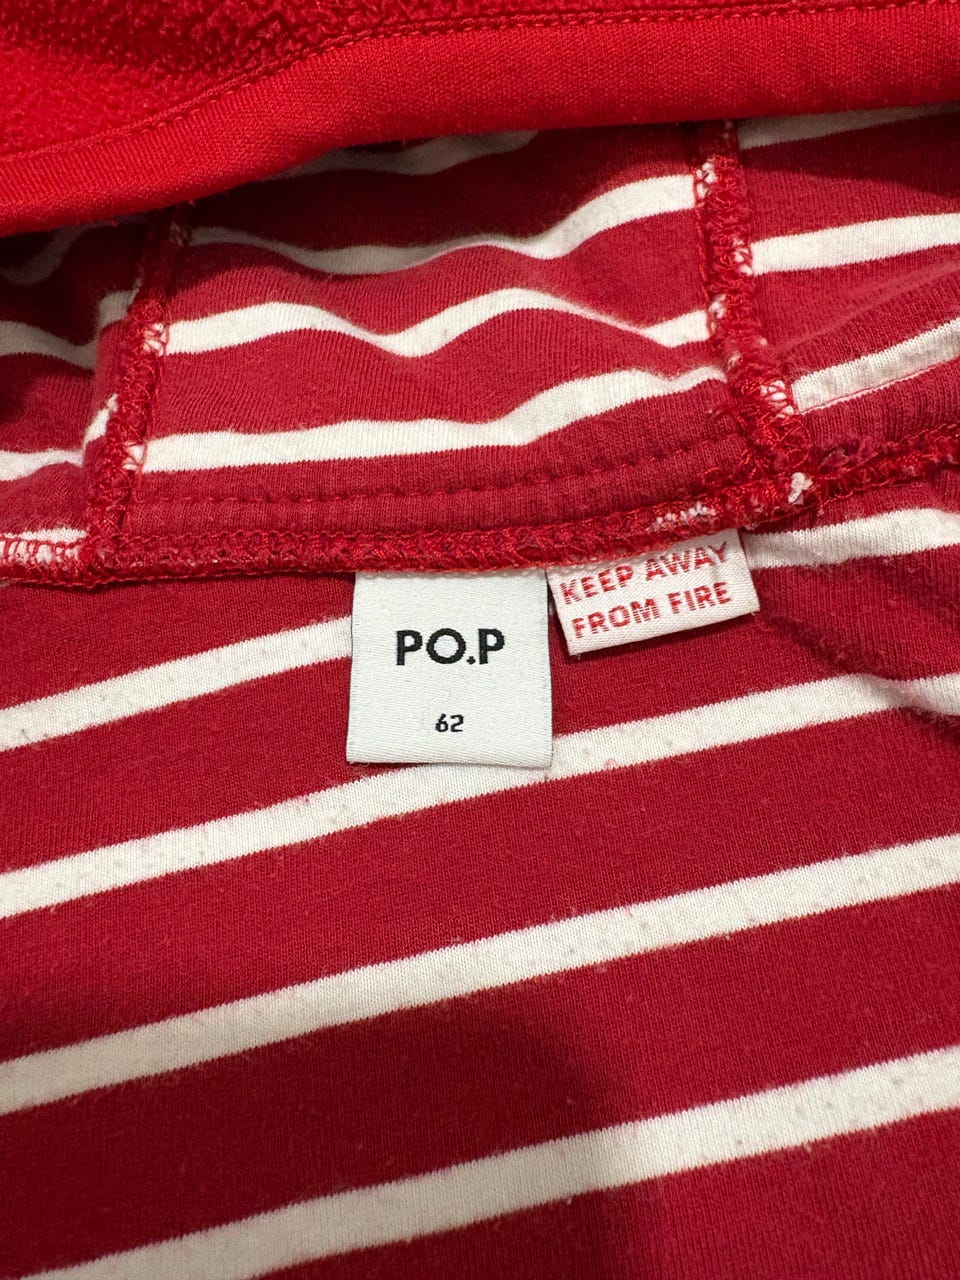 PO.P
62
KEEP AWAY
FROM FIRE